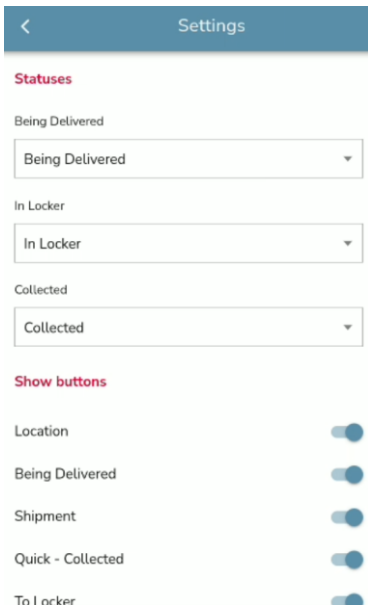 Settings
Statuses
Being Delivered
Being Delivered
In Locker
In Locker
Collected
Collected
Show buttons
Location
Being Delivered
Shipment
Quick - Collected
To Locker